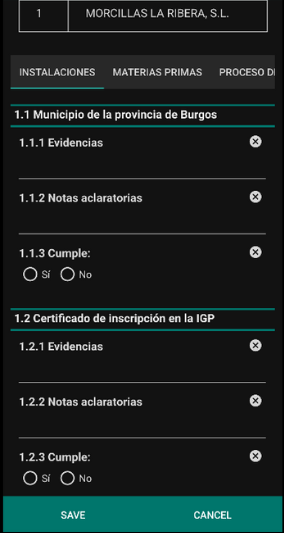 1 MORCILLAS LA RIBERA, S.L.
INSTALACIONES MATERIAS PRIMAS PROCESO DI
1.1 Municipio de la provincia de Burgos
1.1.1 Evidencias
1.1.2 Notas aclaratorias
1.1.3 Cumple:
Sí No
1.2 Certificado de inscripción en la IGP
1.2.1 Evidencias
1.2.2 Notas aclaratorias
1.2.3 Cumple:
Sí No
SAVE CANCEL